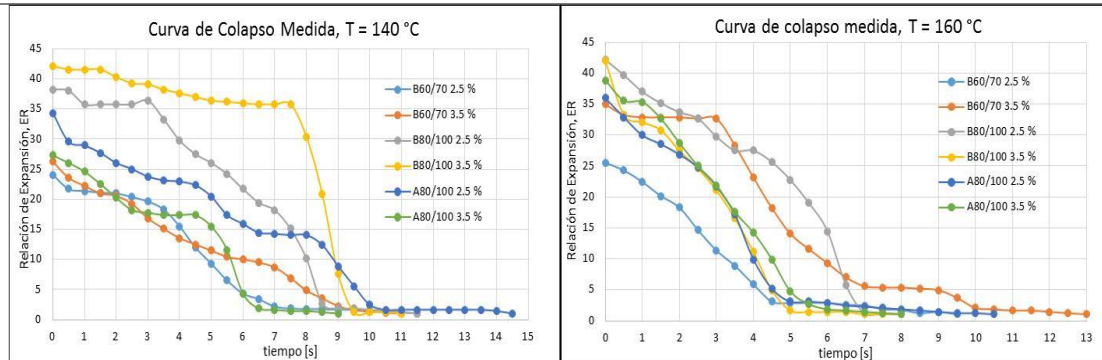 Curva de Colapso Medida, T = 140 °C
45
40
35
30
25
20
15
10
5
0
Relación de Expansión, ER
B60/70 2.5 %
B60/70 3.5 %
B80/100 2.5 %
B80/100 3.5 %
A80/100 2.5 %
A80/100 3.5 %
0 1 2 3 4 5 6 7 8 9 10 11 12 13 14 15
tiempo [s]
Curva de colapso medida, T = 160 °C
45
40
35
30
25
20
15
10
5
0
Relación de Expansión, ER
B60/70 2.5 %
B60/70 3.5 %
B80/100 2.5 %
B80/100 3.5 %
A80/100 2.5 %
A80/100 3.5 %
0 1 2 3 4 5 6 7 8 9 10 11 12 13
tiempo [s]